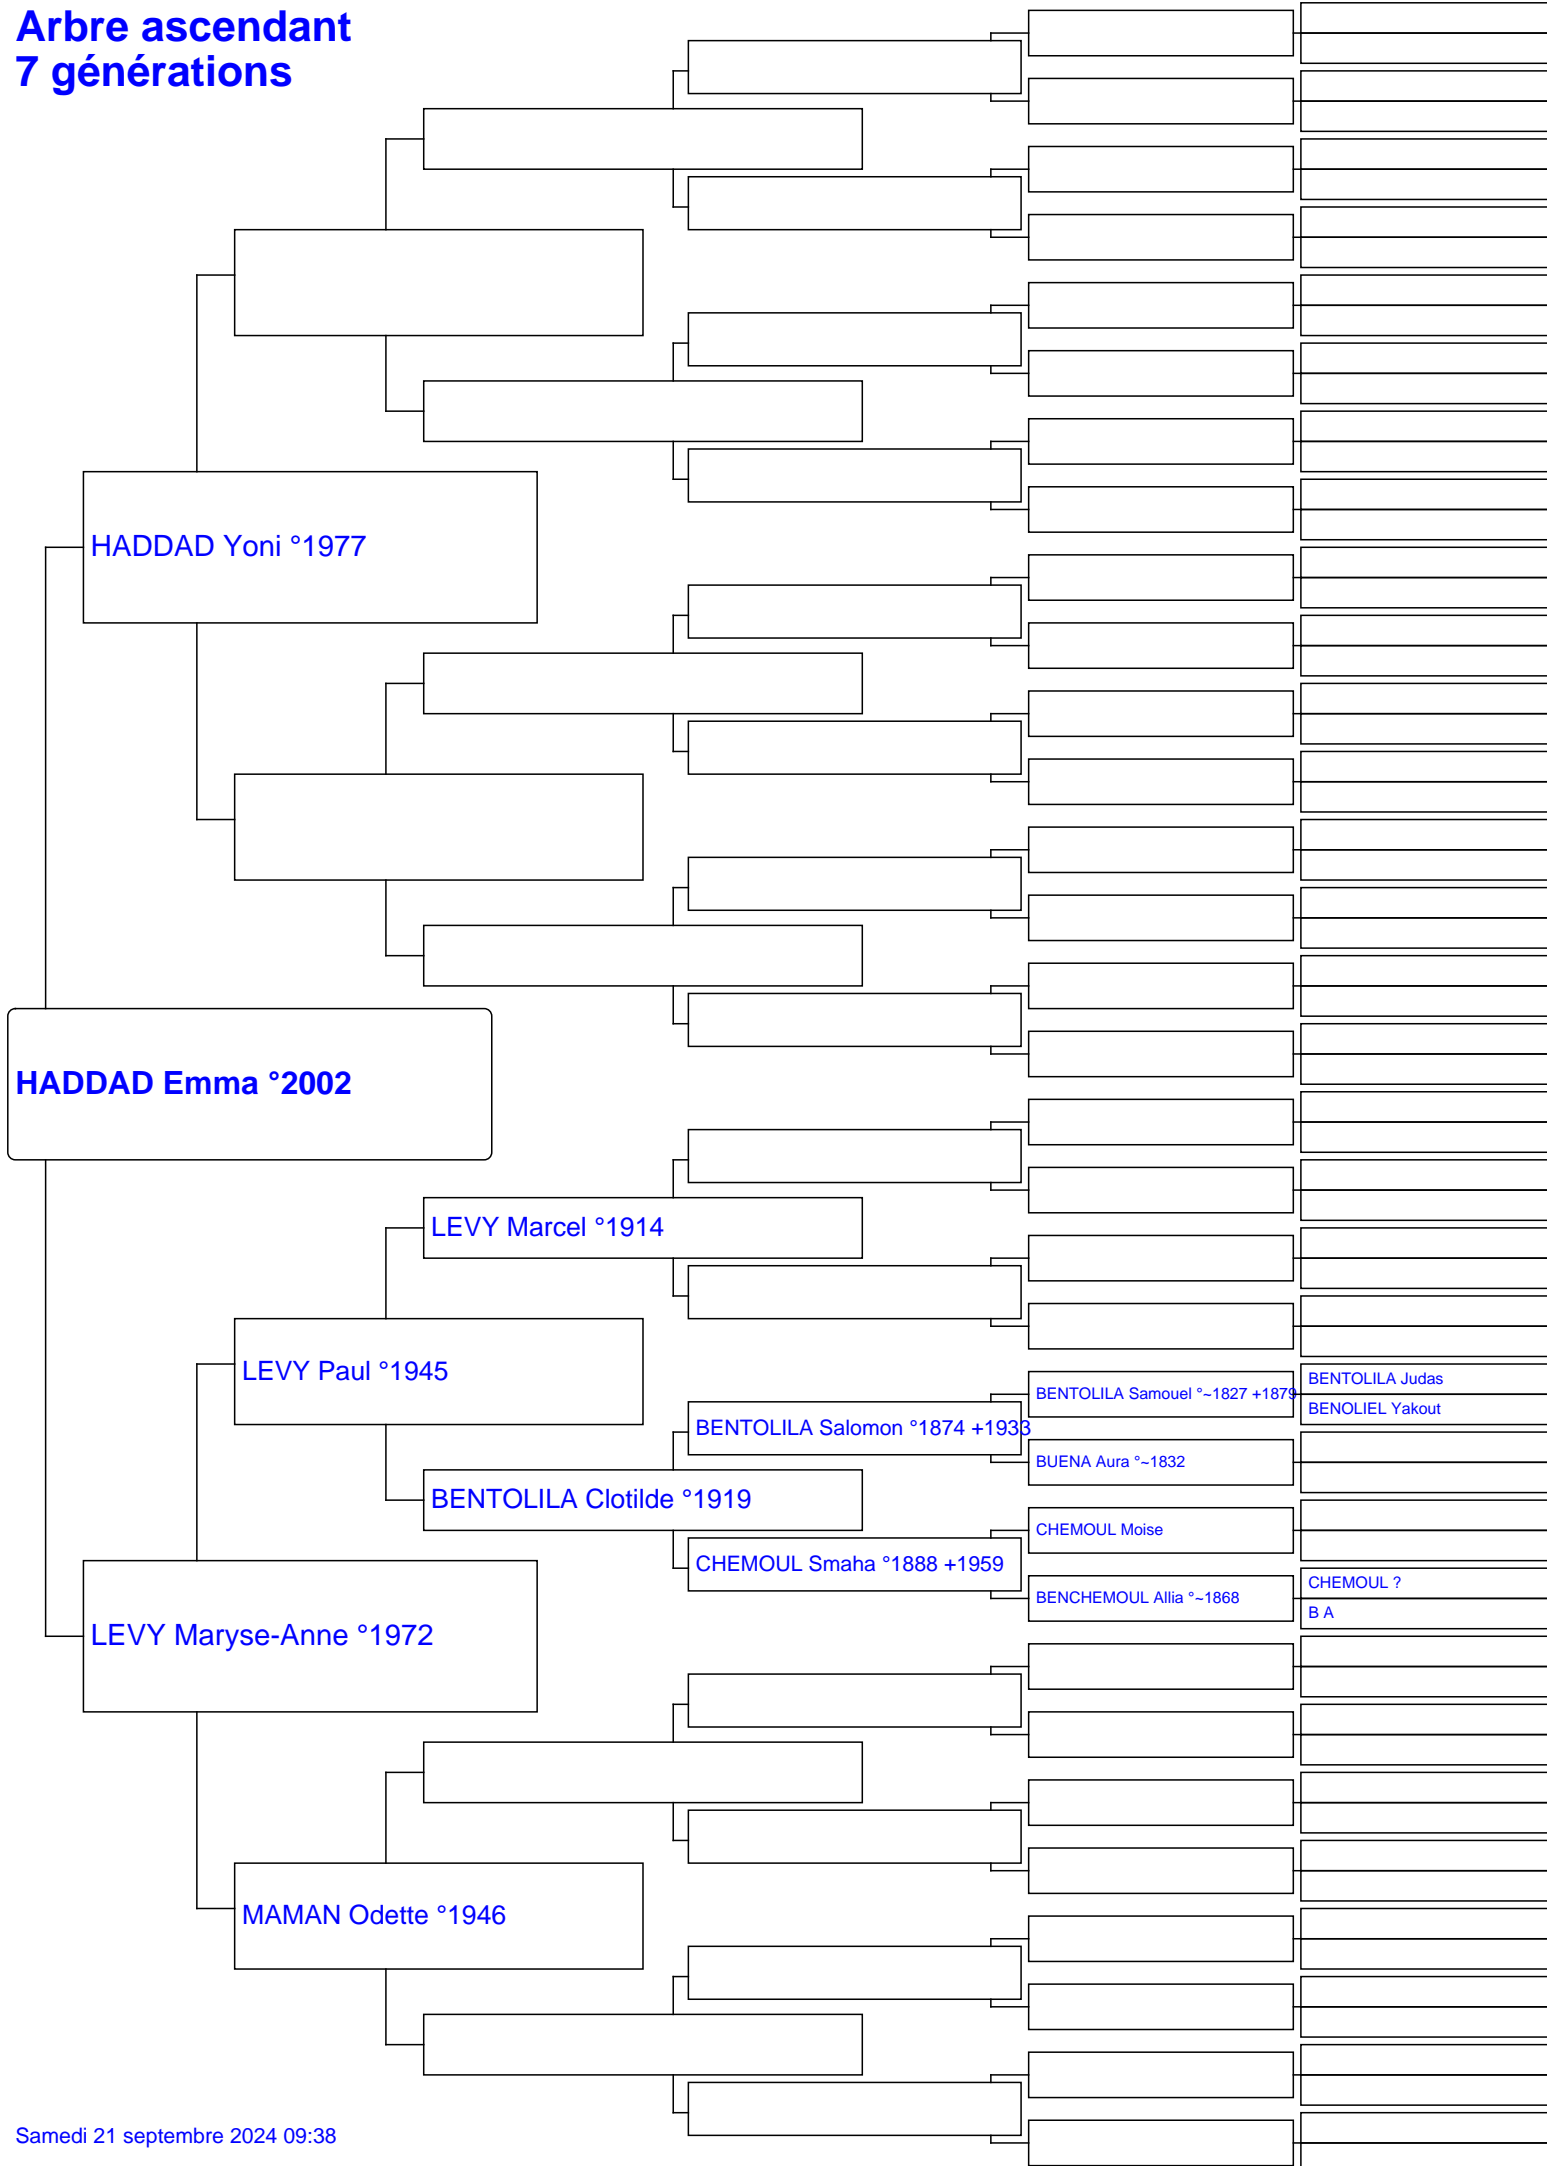 Arbre ascendant
7 générations
HADDAD Yoni °1977
HADDAD Emma °2002
LEVY Marcel °1914
LEVY Paul °1945
BENTOLILA Samouel °~1827 +1879
BENTOLILA Judas
BENOLIEL Yakout
BENTOLILA Salomon °1874 +1933
BUENA Aura °~1832
BENTOLILA Clotilde °1919
CHEMOUL Moise
CHEMOUL Smaha °1888 +1959
CHEMOUL ?
BENCHEMOUL Allia °~1868
B A
LEVY Maryse-Anne °1972
MAMAN Odette °1946
Samedi 21 septembre 2024 09:38